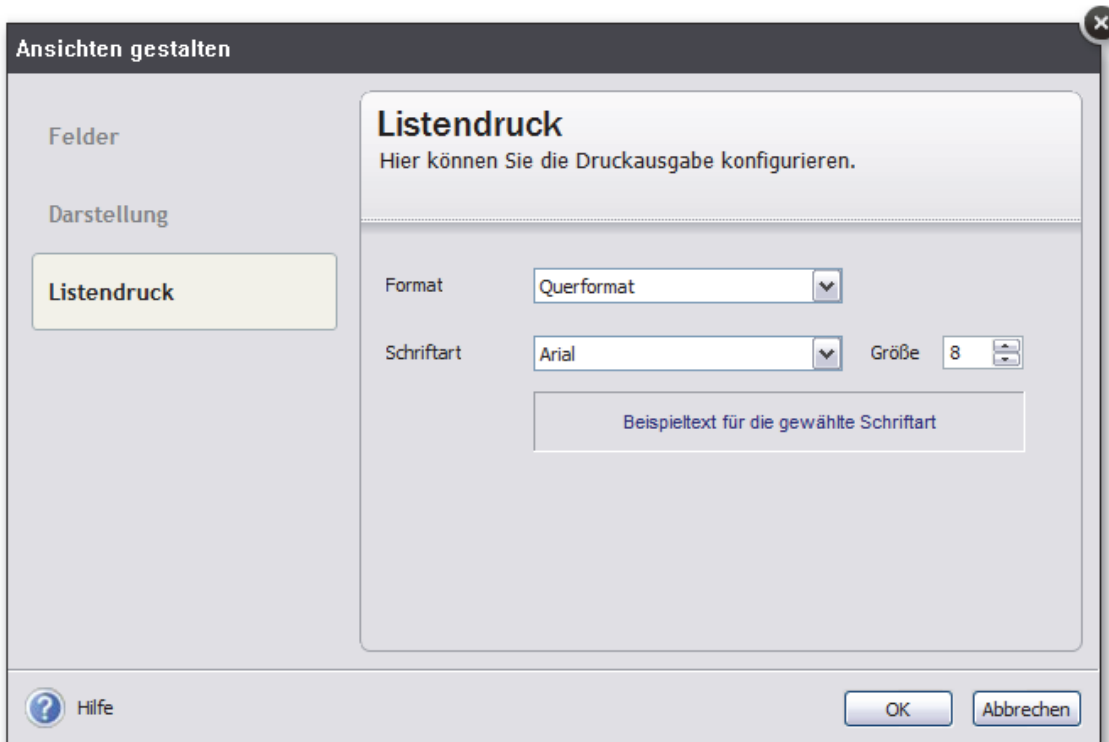 Ansichten gestalten
Felder
Darstellung
Listendruck
Listendruck
Hier können Sie die Druckausgabe konfigurieren.
Format Querformat
Schriftart Arial Größe 8
Beispieltext für die gewählte Schriftart
Hilfe OK Abbrechen